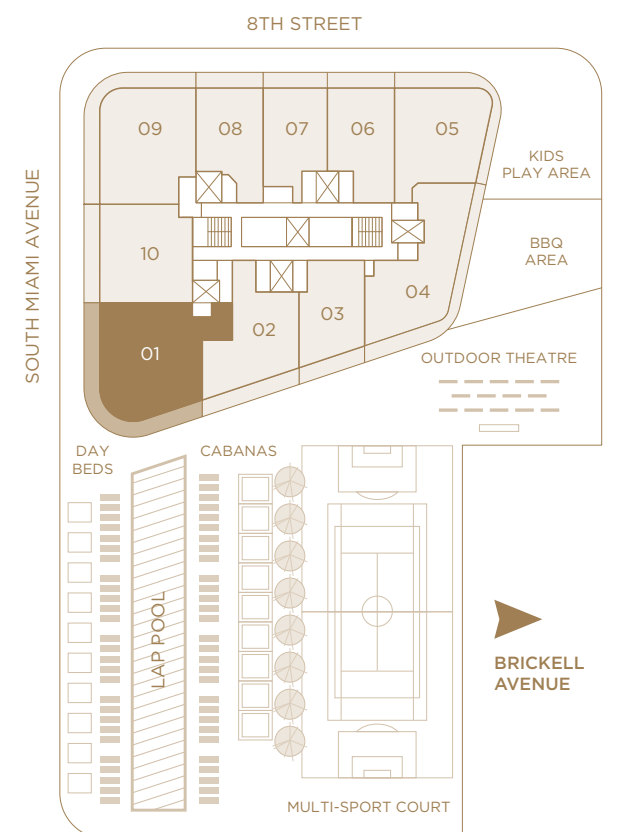 8TH STREET
SOUTH MIAMI AVENUE
09
08
07
06
05
KIDS
PLAY AREA
10
BBQ
AREA
04
03
02
01
OUTDOOR THEATRE
DAY
BEDS
CABANAS
LAP POOL
BRICKELL
AVENUE
MULTI-SPORT COURT